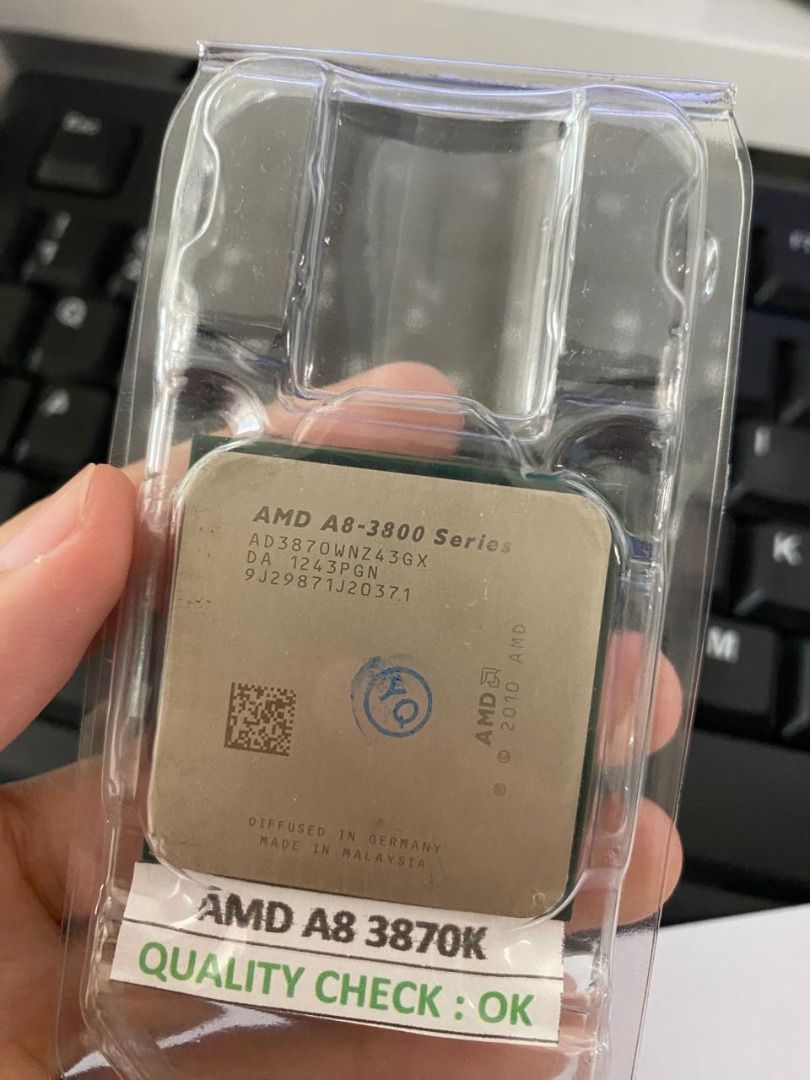 AMD A8-3800 Series
AD3870WNZ43GX
DA 1243PGN
9J29871J20371
YQ
AMD
© 2010 AMD
®
DIFFUSED IN GERMANY
MADE IN MALAYSIA
AMD A8 3870K
QUALITY CHECK : OK
Q
I
K
M